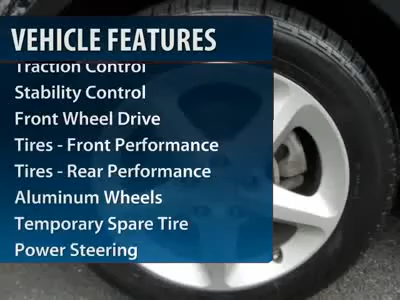 VEHICLE FEATURES
Traction Control
Stability Control
Front Wheel Drive
Tires - Front Performance
Tires - Rear Performance
Aluminum Wheels
Temporary Spare Tire
Power Steering